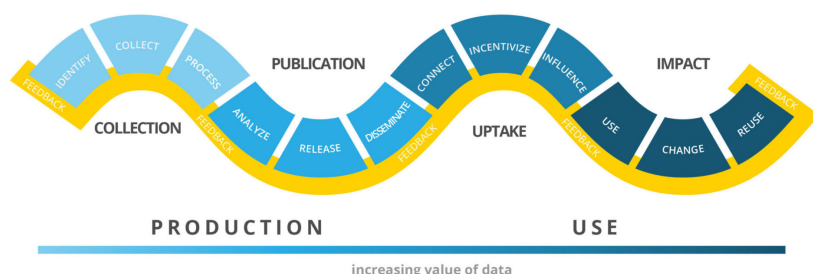 IDENTIFY
COLLECT
PROCESS
FEEDBACK
COLLECTION
PUBLICATION
ANALYZE
RELEASE
DISSEMINATE
FEEDBACK
FEEDBACK
CONNECT
INCENTIVIZE
INFLUENCE
UPTAKE
IMPACT
USE
CHANGE
REUSE
FEEDBACK
FEEDBACK
PRODUCTION
USE
increasing value of data